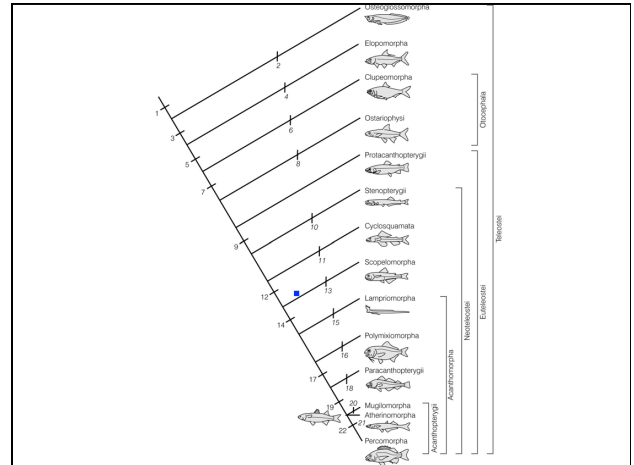 Osteoglossomorpha
2
Elopomorpha
4
Clupeomorpha
1
6
3
Ostariophysi
5
8
Protacanthopterygii
7
Stenopterygii
10
9
Cyclosquamata
11
Scopelomorpha
13
12
Lampriomorpha
15
14
Polymixiomorpha
16
Paracanthopterygii
17
18
Mugilomorpha
19
20
Atherinomorpha
21
22
Percomorpha
Otocephala
Teleostei
Euteleostei
Neoteleostei
Acanthomorpha
Acanthopterygii